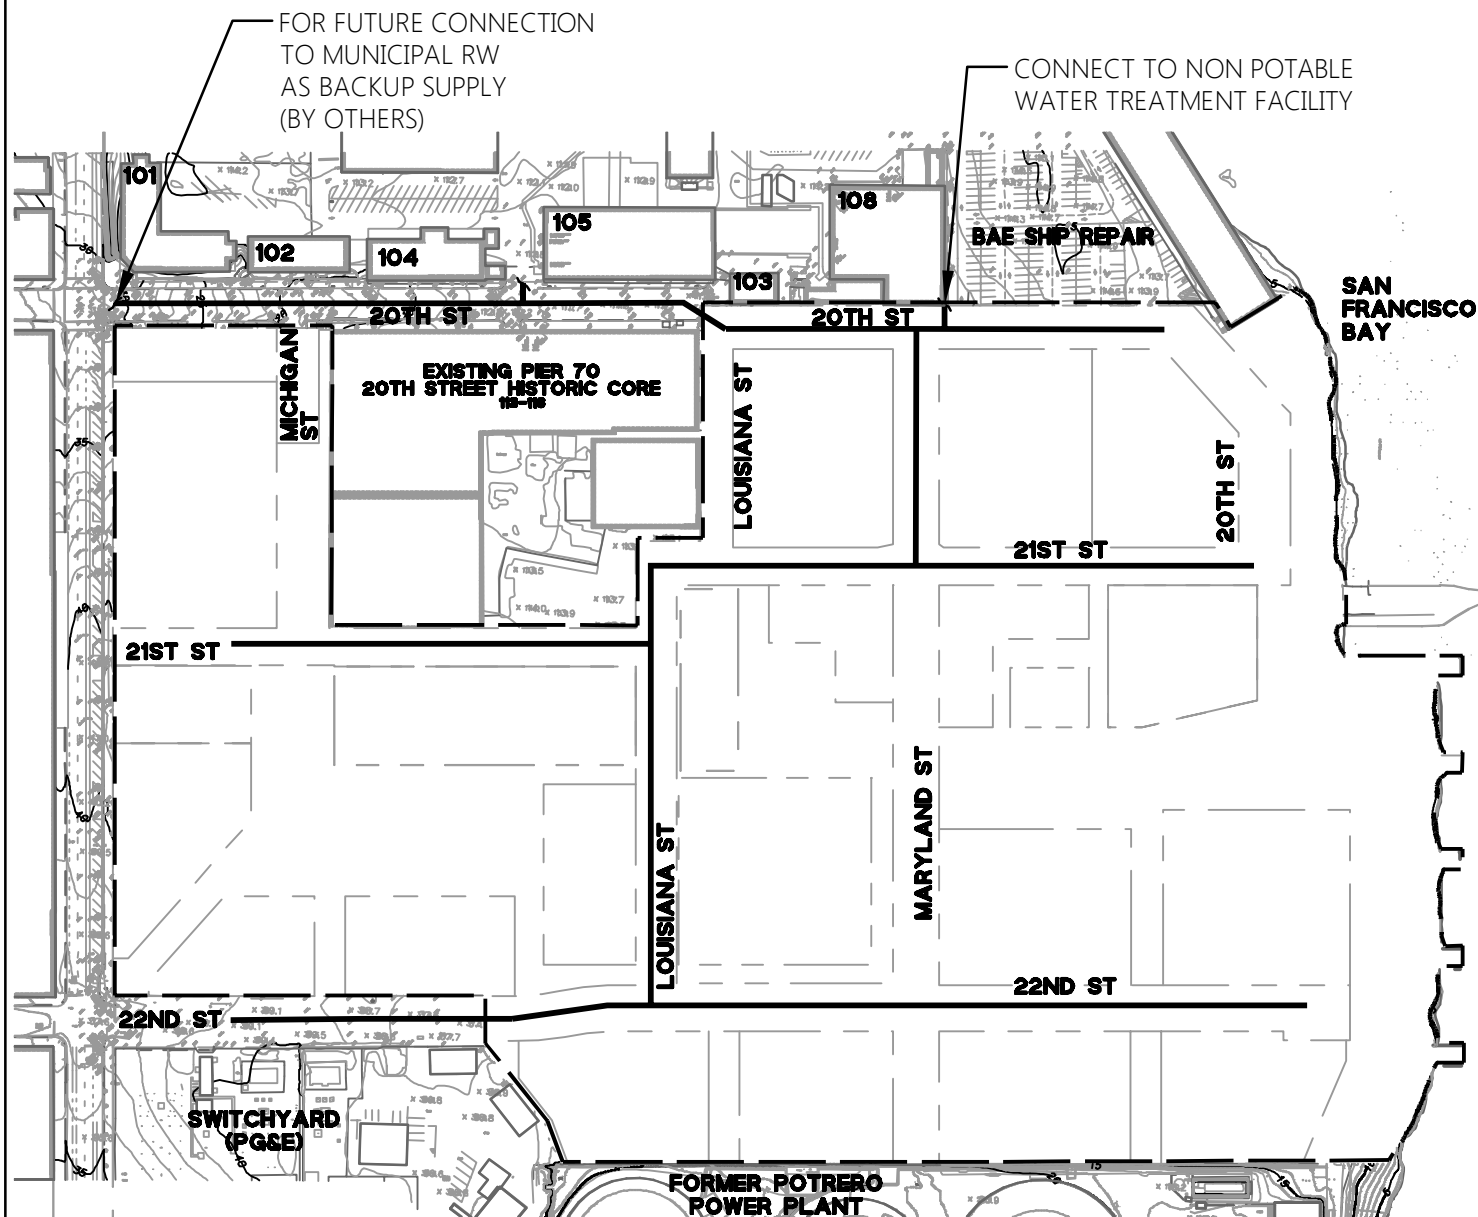 FOR FUTURE CONNECTION
TO MUNICIPAL RW
AS BACKUP SUPPLY
(BY OTHERS)
CONNECT TO NON POTABLE
WATER TREATMENT FACILITY
101
102
104
105
103
108
BAE SHIP REPAIR
SAN
FRANCISCO
BAY
20TH ST
20TH ST
MICHIGAN
ST
EXISTING PIER 70
20TH STREET HISTORIC CORE
113-116
LOUISIANA ST
20TH ST
21ST ST
21ST ST
LOUISIANA ST
MARYLAND ST
22ND ST
22ND ST
SWITCHYARD
(PG&E)
FORMER POTRERO
POWER PLANT